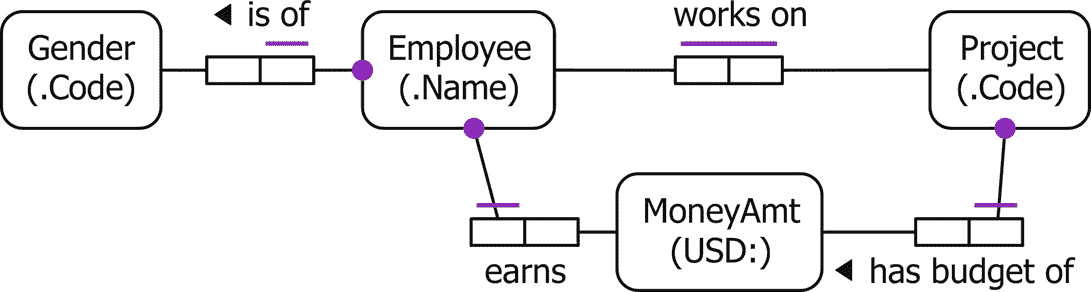 ◄ is of
works on
Gender
(.Code)
Employee
(.Name)
Project
(.Code)
MoneyAmt
(USD:)
earns
◄ has budget of